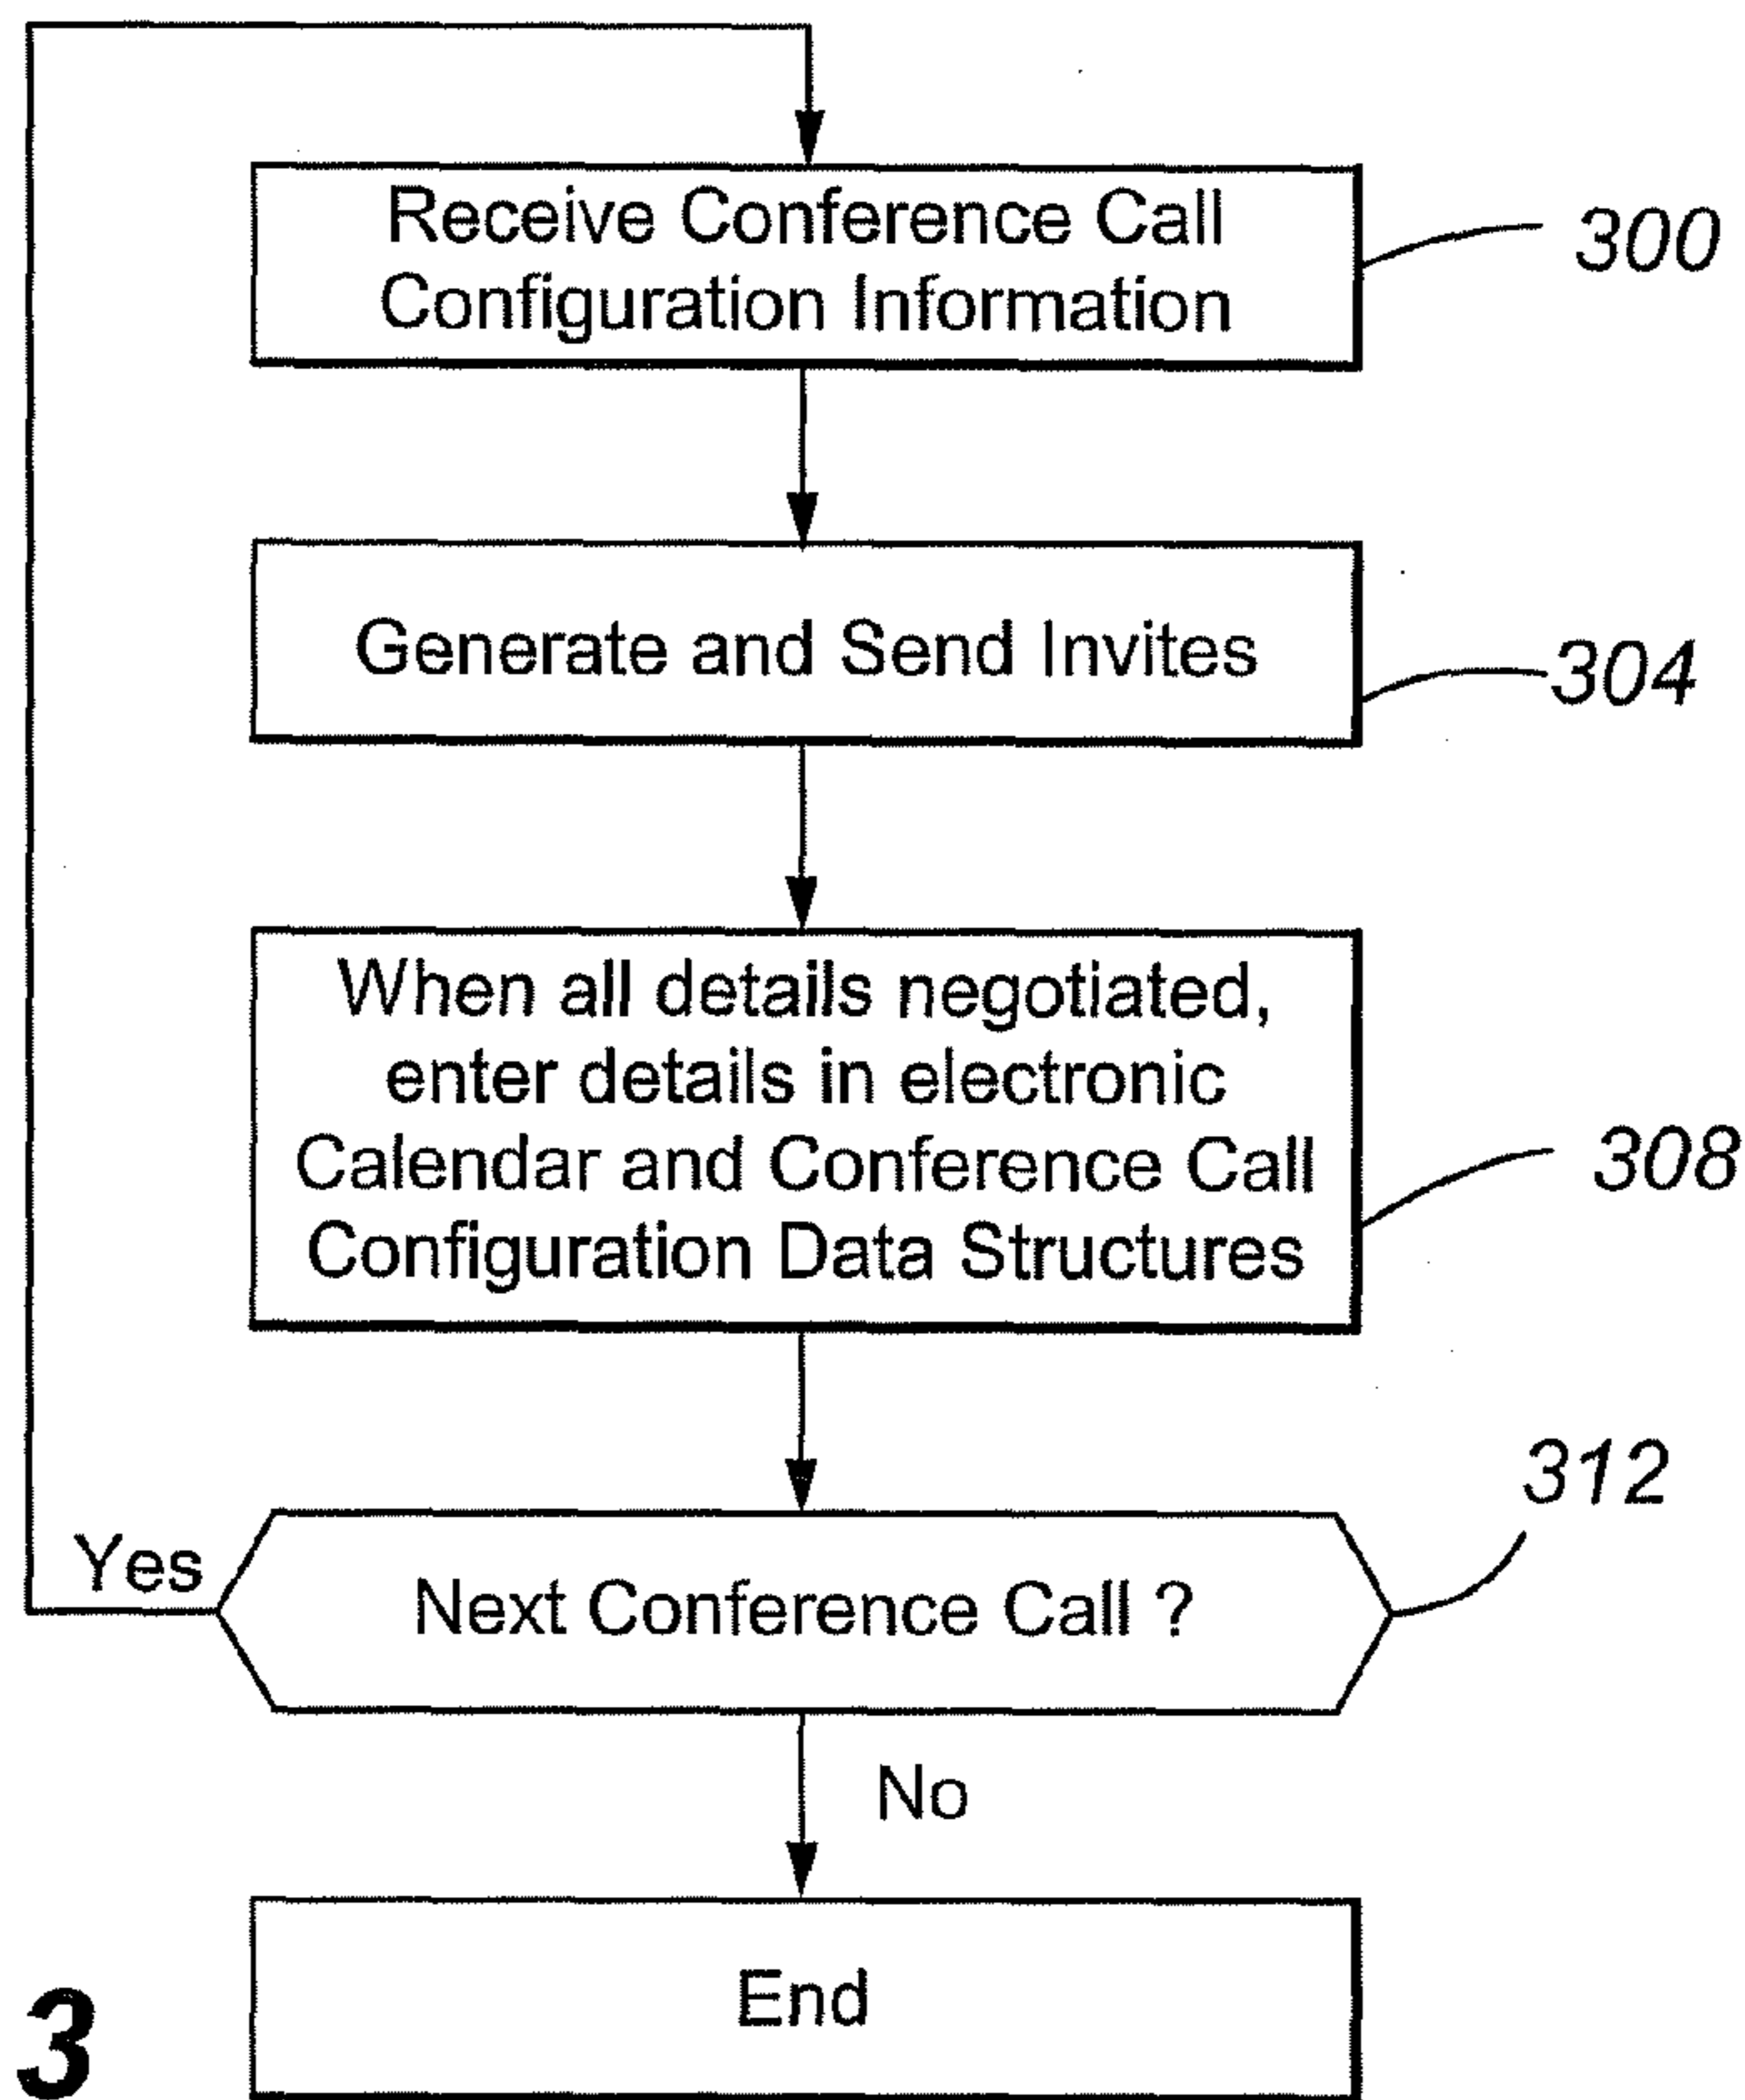 Receive Conference Call
Configuration Information
300
Generate and Send Invites
304
When all details negotiated,
enter details in electronic
Calendar and Conference Call
Configuration Data Structures
308
312
Yes
Next Conference Call ?
No
End
3